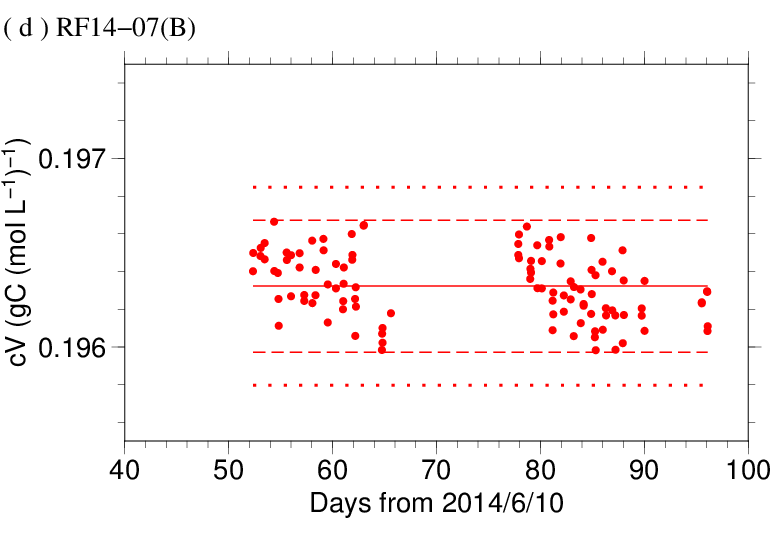 ( d ) RF14−07(B)
cV (gC (mol L⁻¹)⁻¹)
0.197
0.196
40 50 60 70 80 90 100
Days from 2014/6/10